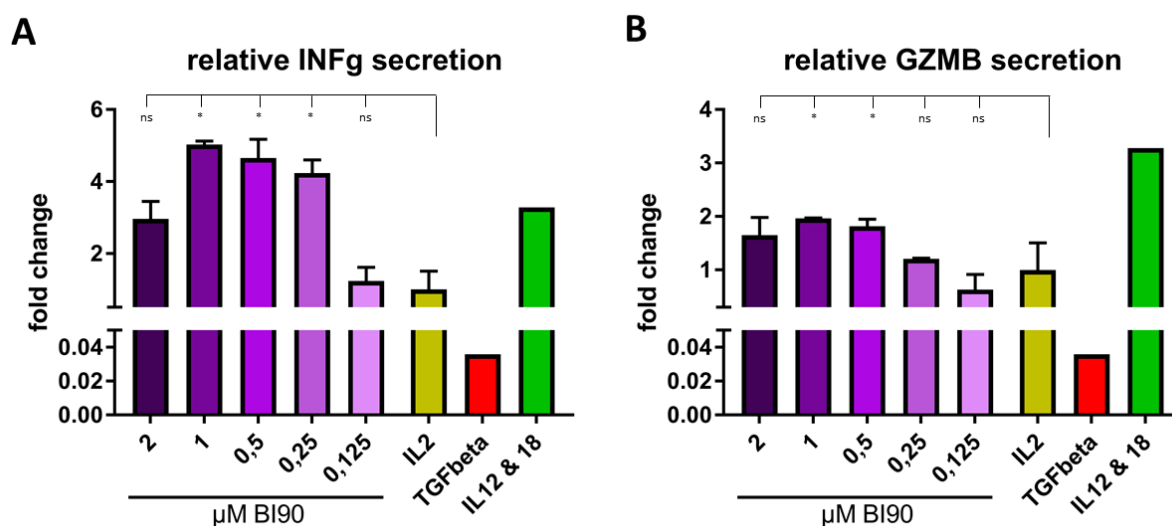 A
relative INFg secretion
ns * * * ns
fold change
6
4
2
0.04
0.02
0.00
2 1 0,5 0,25 0,125 IL2 TGFbeta IL12 & 18
µM BI90
B
relative GZMB secretion
ns * * ns ns
fold change
4
3
2
1
0.04
0.02
0.00
2 1 0,5 0,25 0,125 IL2 TGFbeta IL12 & 18
µM BI90